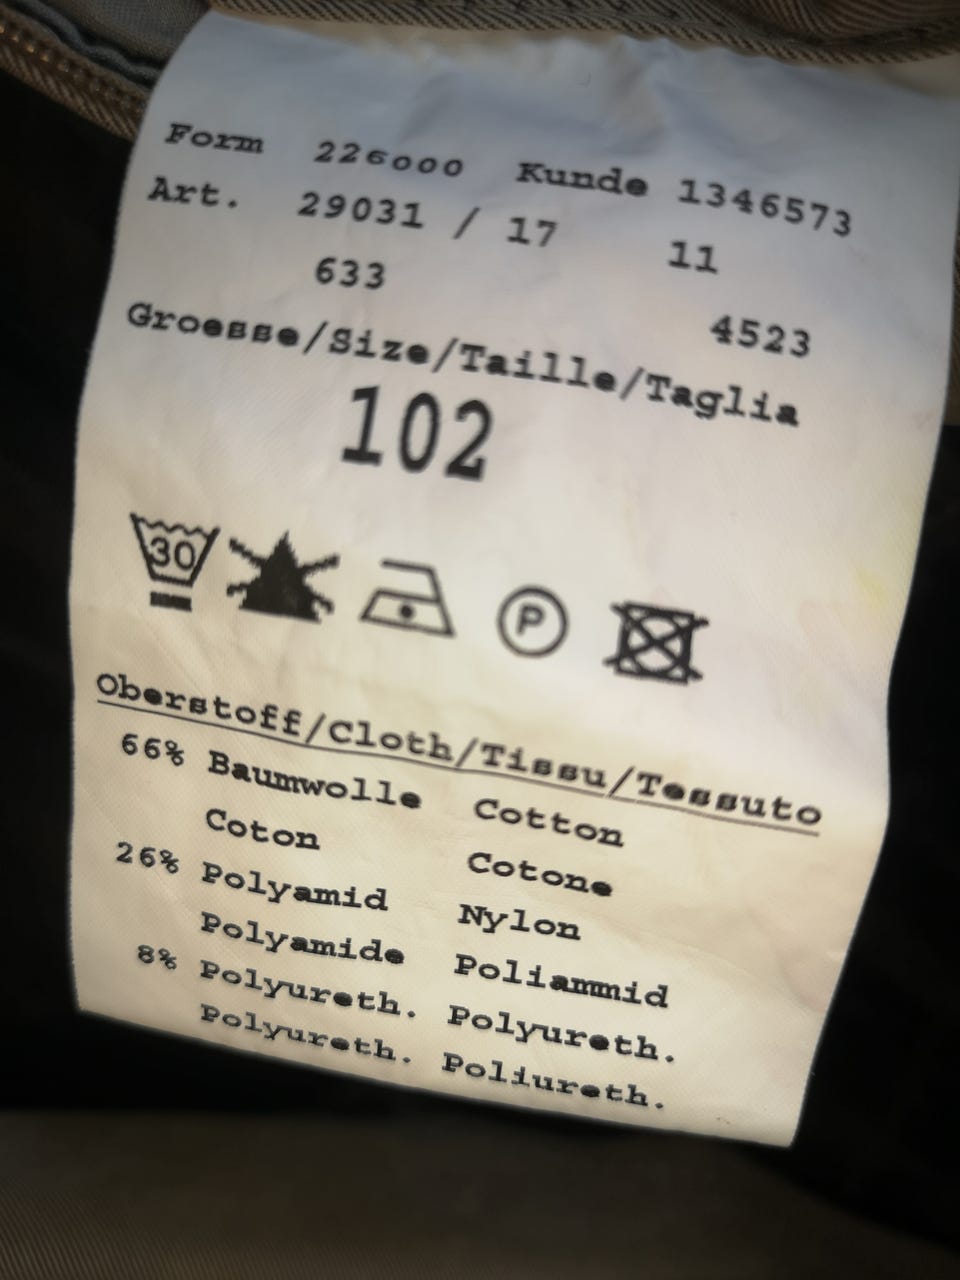 Form 226000 Kunde 1346573
Art. 29031 / 17 11
633 4523
Groesse/Size/Taille/Taglia
102
30 P
Oberstoff/Cloth/Tissu/Tessuto
66% Baumwolle Cotton
Coton Cotone
26% Polyamid Nylon
Polyamide Poliammid
8% Polyureth. Polyureth.
Polyureth. Poliureth.